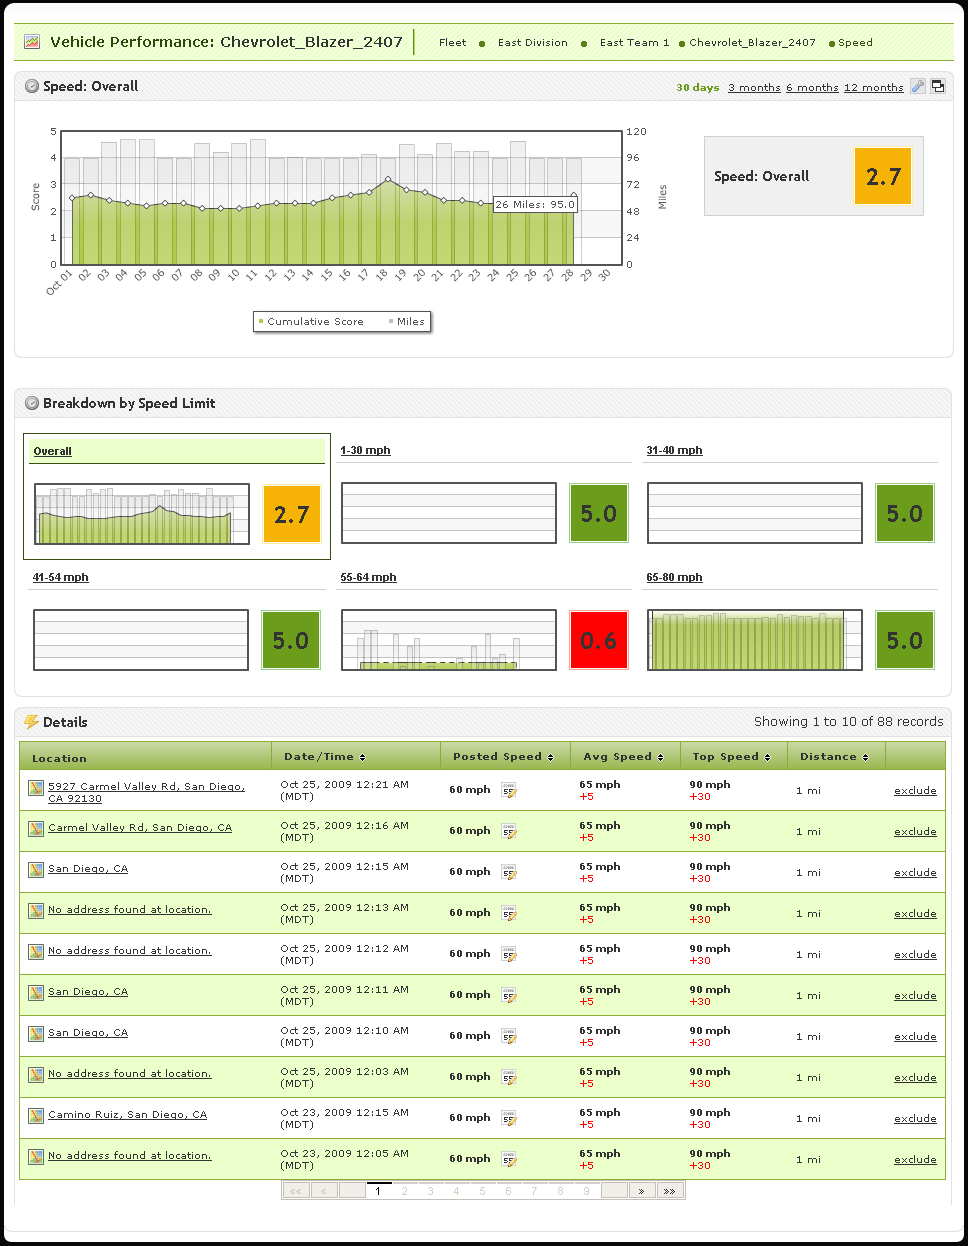 Vehicle Performance: Chevrolet_Blazer_2407
Fleet East Division East Team 1 Chevrolet_Blazer_2407 Speed
Speed: Overall
30 days 3 months 6 months 12 months
5 4 3 2 1 0
Score
120 96 72 48 24 0
Miles
26 Miles: 95.0
Oct 01 02 03 04 05 06 07 08 09 10 11 12 13 14 15 16 17 18 19 20 21 22 23 24 25 26 27 28 29 30
Cumulative Score Miles
Speed: Overall 2.7
Breakdown by Speed Limit
Overall 1-30 mph 31-40 mph
2.7 5.0 5.0
41-54 mph 55-64 mph 65-80 mph
5.0 0.6 5.0
Details Showing 1 to 10 of 88 records
Location Date/Time Posted Speed Avg Speed Top Speed Distance
5927 Carmel Valley Rd, San Diego, Oct 25, 2009 12:21 AM 60 mph 55 65 mph 90 mph 1 mi exclude
CA 92130 (MDT) +5 +30
Carmel Valley Rd, San Diego, CA Oct 25, 2009 12:16 AM 60 mph 55 65 mph 90 mph 1 mi exclude
(MDT) +5 +30
San Diego, CA Oct 25, 2009 12:15 AM 60 mph 55 65 mph 90 mph 1 mi exclude
(MDT) +5 +30
No address found at location. Oct 25, 2009 12:13 AM 60 mph 55 65 mph 90 mph 1 mi exclude
(MDT) +5 +30
No address found at location. Oct 25, 2009 12:12 AM 60 mph 55 65 mph 90 mph 1 mi exclude
(MDT) +5 +30
San Diego, CA Oct 25, 2009 12:11 AM 60 mph 55 65 mph 90 mph 1 mi exclude
(MDT) +5 +30
San Diego, CA Oct 25, 2009 12:10 AM 60 mph 55 65 mph 90 mph 1 mi exclude
(MDT) +5 +30
No address found at location. Oct 25, 2009 12:03 AM 60 mph 55 65 mph 90 mph 1 mi exclude
(MDT) +5 +30
Camino Ruiz, San Diego, CA Oct 23, 2009 12:15 AM 60 mph 55 65 mph 90 mph 1 mi exclude
(MDT) +5 +30
No address found at location. Oct 23, 2009 12:05 AM 60 mph 55 65 mph 90 mph 1 mi exclude
(MDT) +5 +30
«« « 1 2 3 4 5 6 7 8 9 » »»